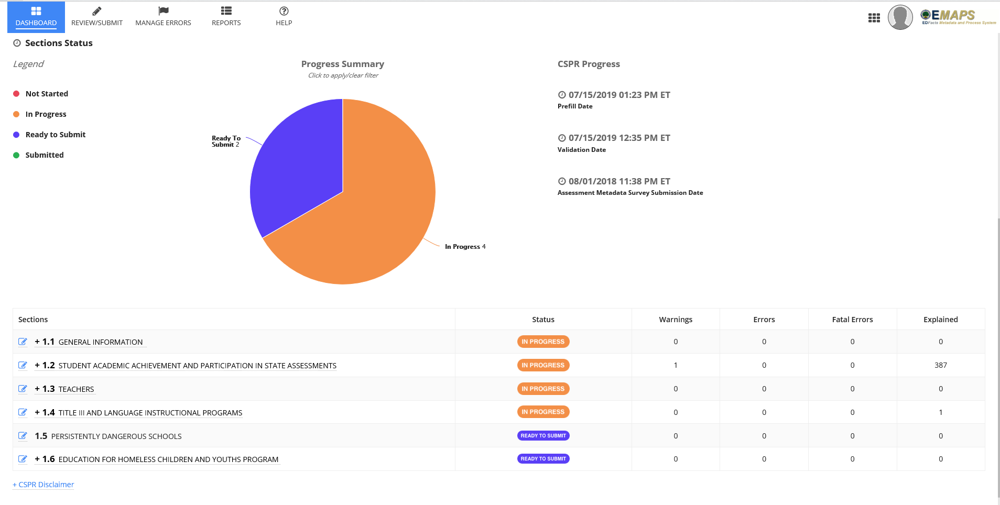 DASHBOARD
REVIEW/SUBMIT
MANAGE ERRORS
REPORTS
HELP
EMAPS
EDFacts Metadata and Process System
Sections Status
Legend
Not Started
In Progress
Ready to Submit
Submitted
Progress Summary
Click to apply/clear filter
Ready To
Submit 2
In Progress 4
CSPR Progress
07/15/2019 01:23 PM ET
Prefill Date
07/15/2019 12:35 PM ET
Validation Date
08/01/2018 11:38 PM ET
Assessment Metadata Survey Submission Date
Sections Status Warnings Errors Fatal Errors Explained
+ 1.1 GENERAL INFORMATION IN PROGRESS 0 0 0 0
+ 1.2 STUDENT ACADEMIC ACHIEVEMENT AND PARTICIPATION IN STATE ASSESSMENTS IN PROGRESS 1 0 0 387
+ 1.3 TEACHERS IN PROGRESS 0 0 0 0
+ 1.4 TITLE III AND LANGUAGE INSTRUCTIONAL PROGRAMS IN PROGRESS 0 0 0 1
1.5 PERSISTENTLY DANGEROUS SCHOOLS READY TO SUBMIT 0 0 0 0
+ 1.6 EDUCATION FOR HOMELESS CHILDREN AND YOUTHS PROGRAM READY TO SUBMIT 0 0 0 0
+ CSPR Disclaimer